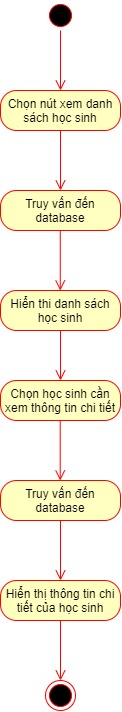 Chọn nút xem danh
sách học sinh
Truy vấn đến
database
Hiển thi danh sách
học sinh
Chọn học sinh cần
xem thông tin chi tiết
Truy vấn đến
database
Hiển thị thông tin chi
tiết của học sinh